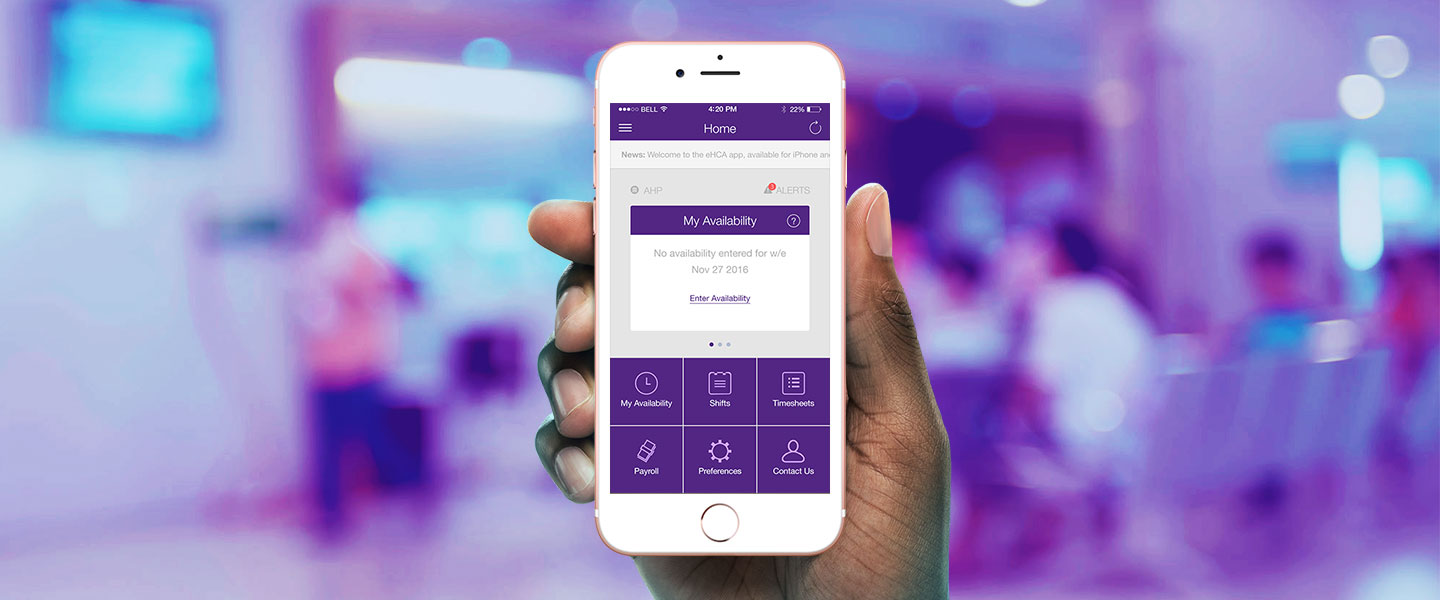 BELL 4:20 PM 22%
Home
News: Welcome to the eHCA app, available for iPhone and
AHP ALERTS
3
My Availability ?
No availability entered for w/e
Nov 27 2016
Enter Availability
My Availability Shifts Timesheets
Payroll Preferences Contact Us